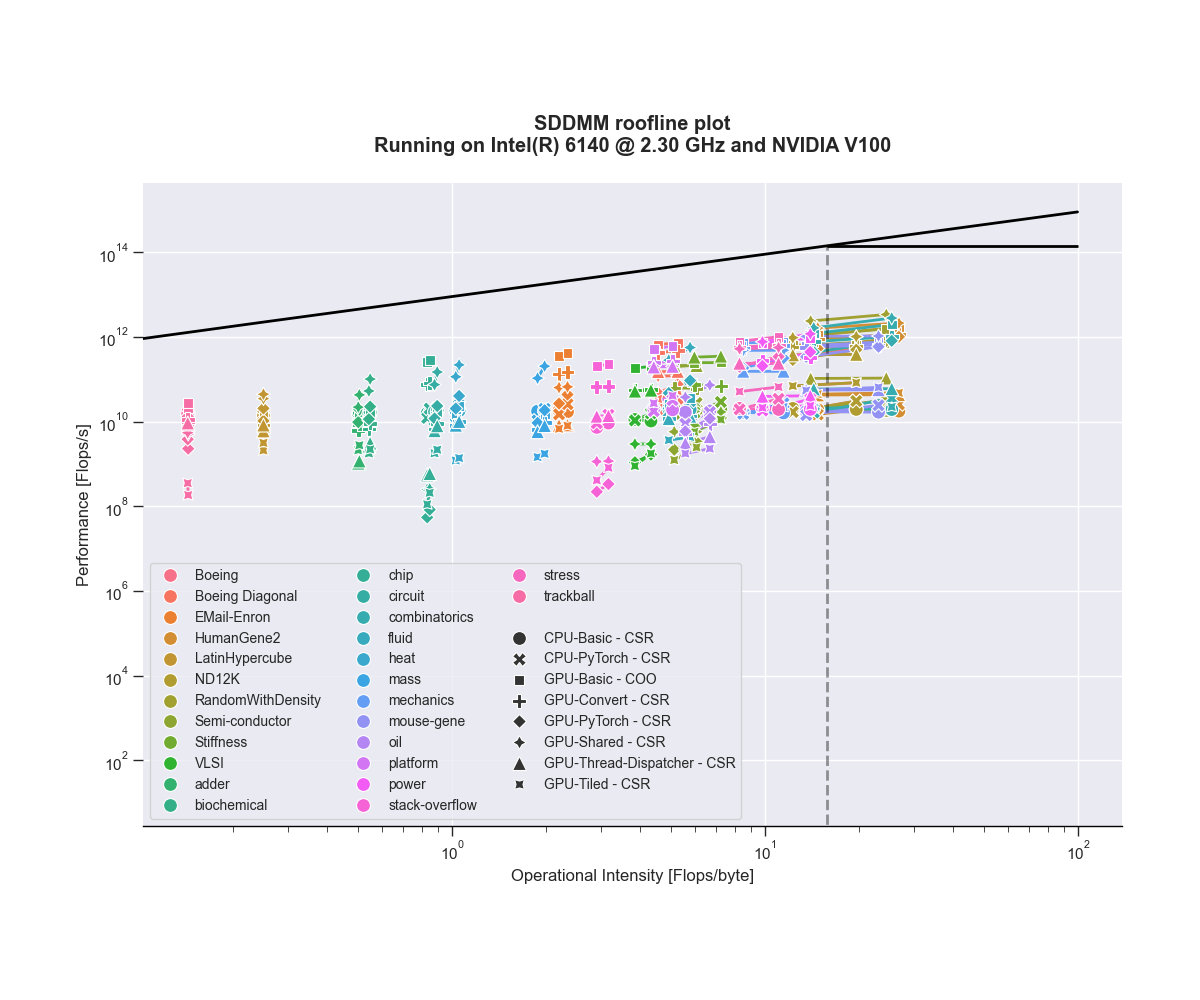 SDDMM roofline plot
Running on Intel(R) 6140 @ 2.30 GHz and NVIDIA V100
Performance [Flops/s]
10^14
10^12
10^10
10^8
10^6
10^4
10^2
Boeing
Boeing Diagonal
EMail-Enron
HumanGene2
LatinHypercube
ND12K
RandomWithDensity
Semi-conductor
Stiffness
VLSI
adder
biochemical
chip
circuit
combinatorics
fluid
heat
mass
mechanics
mouse-gene
oil
platform
power
stack-overflow
stress
trackball
CPU-Basic - CSR
CPU-PyTorch - CSR
GPU-Basic - COO
GPU-Convert - CSR
GPU-PyTorch - CSR
GPU-Shared - CSR
GPU-Thread-Dispatcher - CSR
GPU-Tiled - CSR
10^0
10^1
10^2
Operational Intensity [Flops/byte]